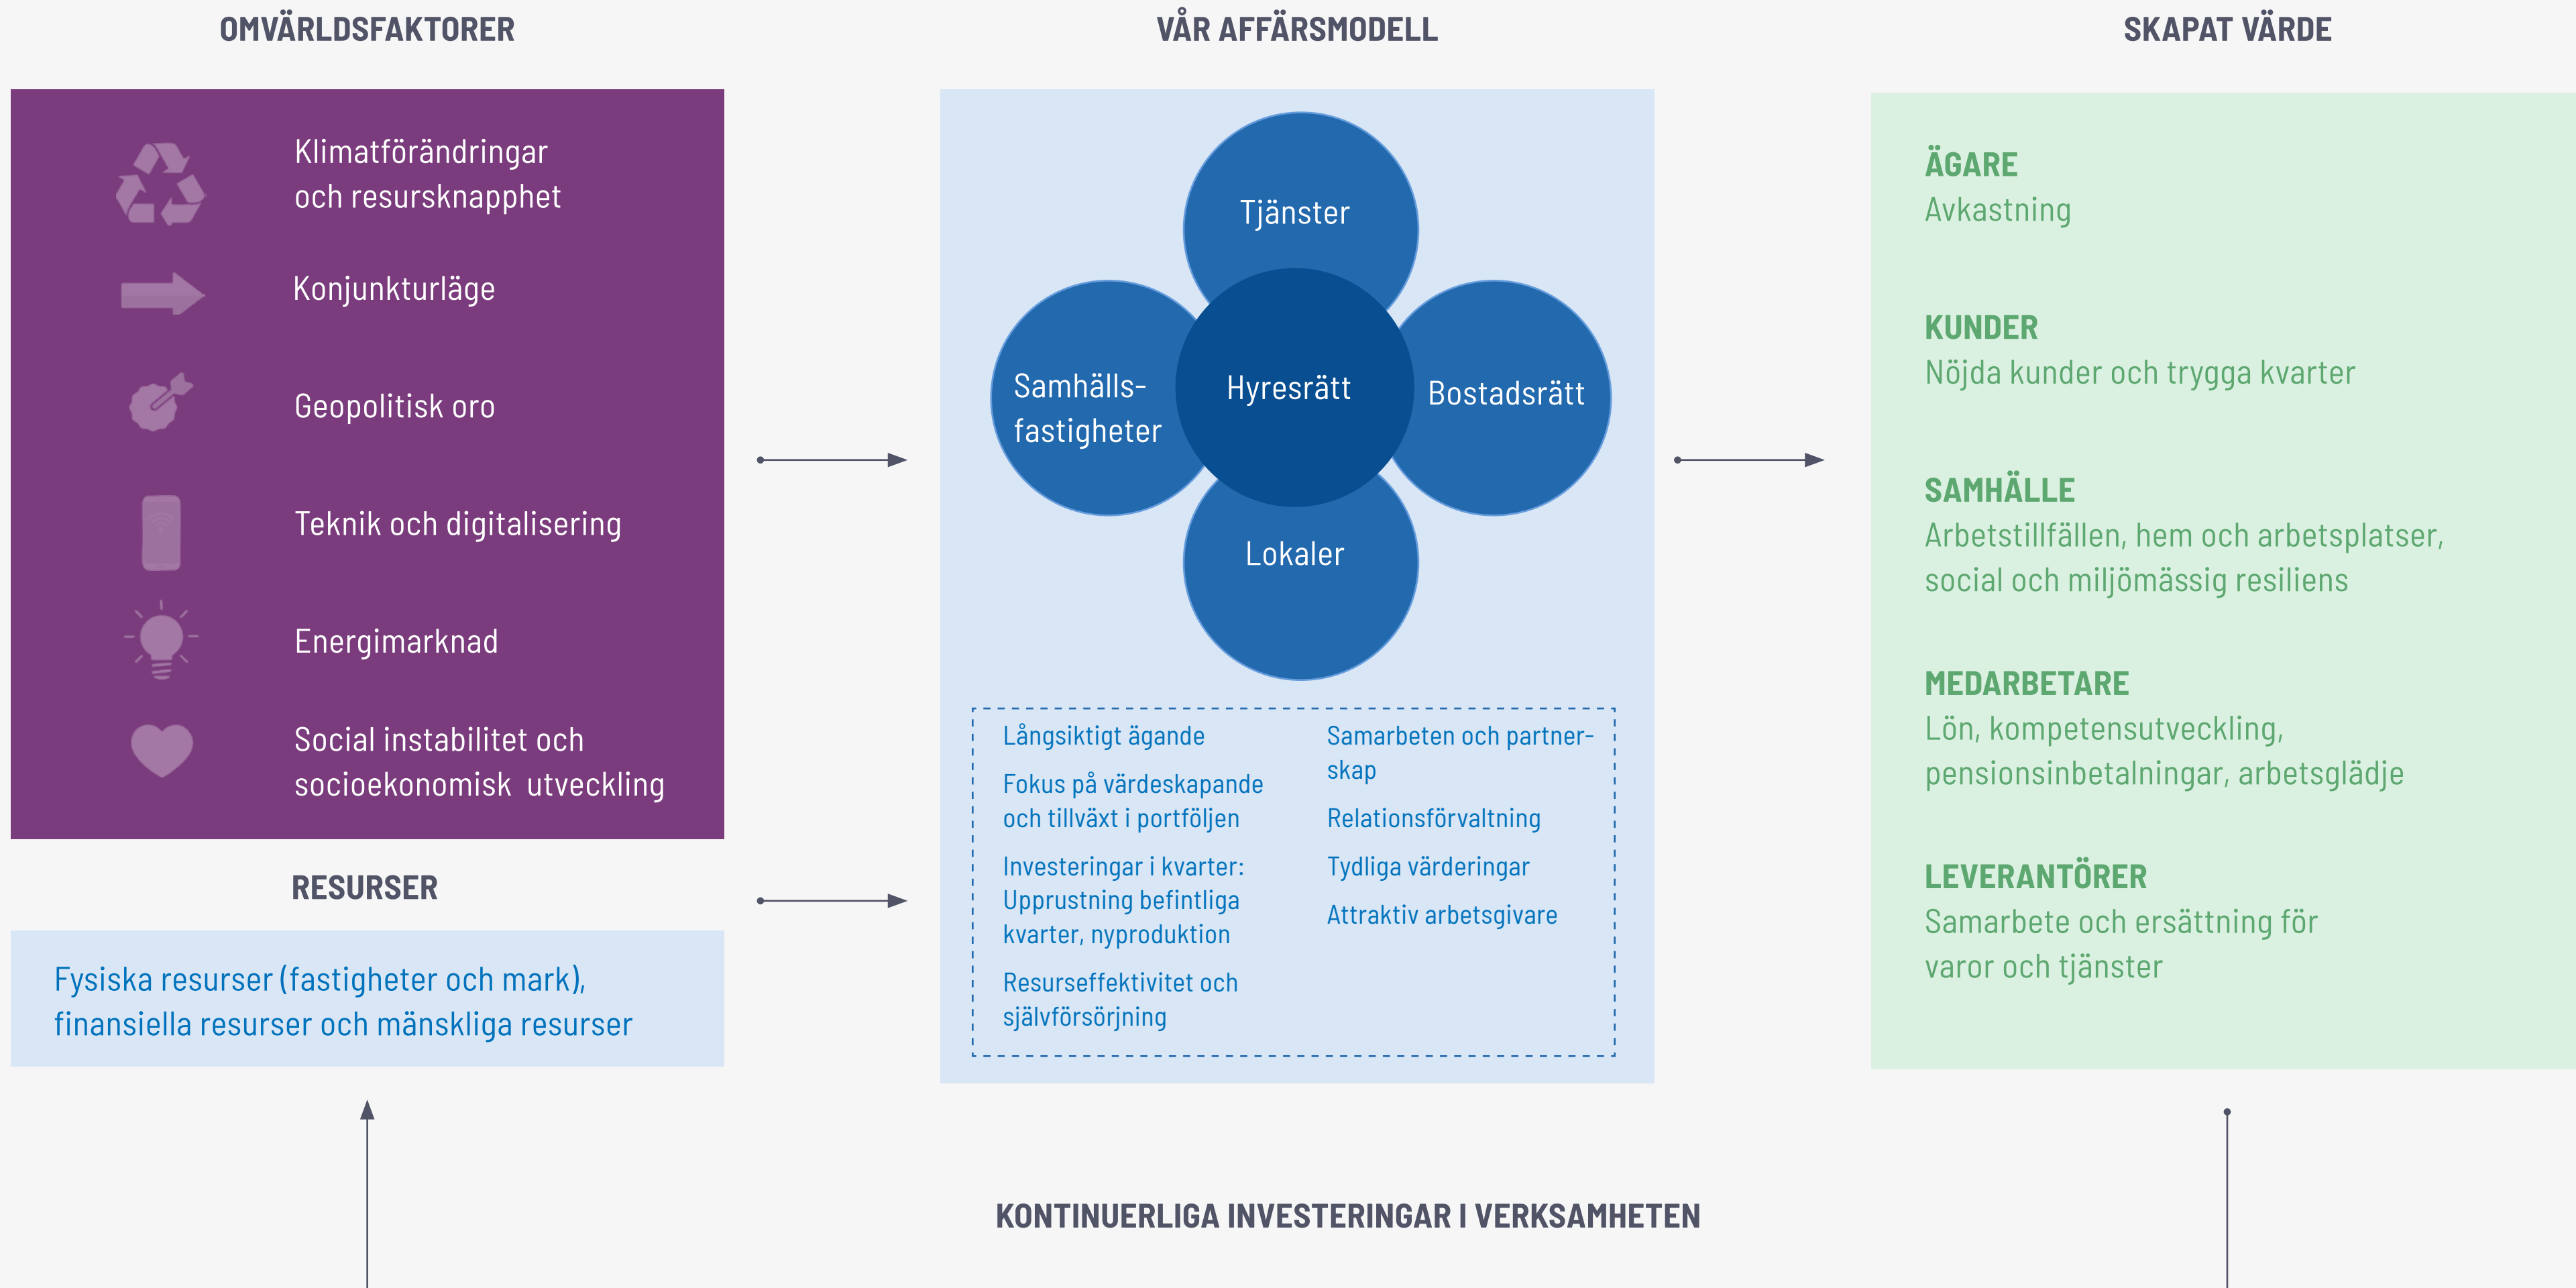 OMVÄRLDSFAKTORER
Klimatförändringar
och resursknapphet
Konjunkturläge
Geopolitisk oro
Teknik och digitalisering
Energimarknad
Social instabilitet och
socioekonomisk utveckling
RESURSER
Fysiska resurser (fastigheter och mark),
finansiella resurser och mänskliga resurser
VÅR AFFÄRSMODELL
Tjänster
Samhälls-
fastigheter
Hyresrätt
Bostadsrätt
Lokaler
Långsiktigt ägande
Fokus på värdeskapande
och tillväxt i portföljen
Investeringar i kvarter:
Upprustning befintliga
kvarter, nyproduktion
Resurseffektivitet och
självförsörjning
Samarbeten och partner-
skap
Relationsförvaltning
Tydliga värderingar
Attraktiv arbetsgivare
SKAPAT VÄRDE
ÄGARE
Avkastning
KUNDER
Nöjda kunder och trygga kvarter
SAMHÄLLE
Arbetstillfällen, hem och arbetsplatser,
social och miljömässig resiliens
MEDARBETARE
Lön, kompetensutveckling,
pensionsinbetalningar, arbetsglädje
LEVERANTÖRER
Samarbete och ersättning för
varor och tjänster
KONTINUERLIGA INVESTERINGAR I VERKSAMHETEN